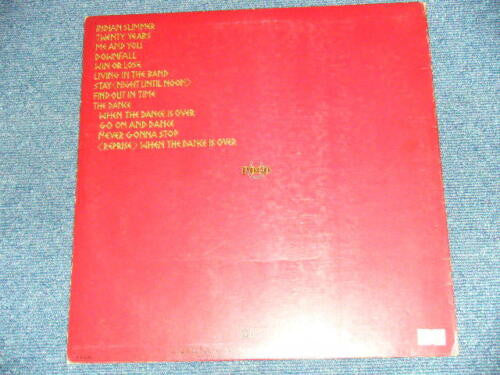 INDIAN SUMMER
TWENTY YEARS
ME AND YOU
DOWNFALL
WIN OR LOSE
LIVING IN THE BAND
STAY <NIGHT UNTIL NOON>
FIND OUT IN TIME
THE DANCE
WHEN THE DANCE IS OVER
GO ON AND DANCE
NEVER GONNA STOP
<REPRISE> WHEN THE DANCE IS OVER
POCO